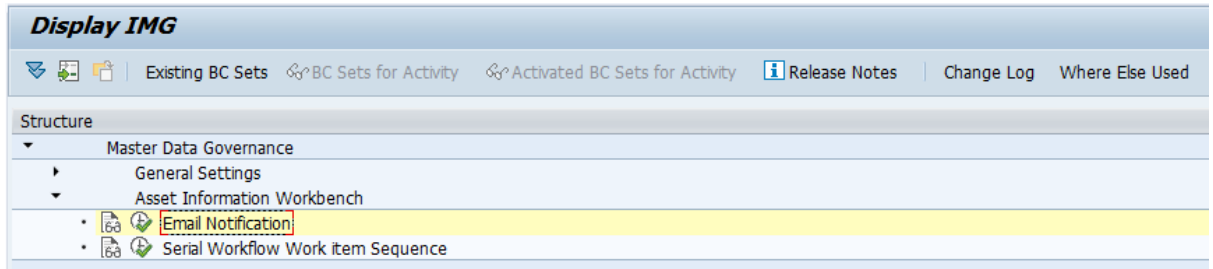 Display IMG
Existing BC Sets BC Sets for Activity Activated BC Sets for Activity Release Notes Change Log Where Else Used
Structure
Master Data Governance
General Settings
Asset Information Workbench
Email Notification
Serial Workflow Work item Sequence